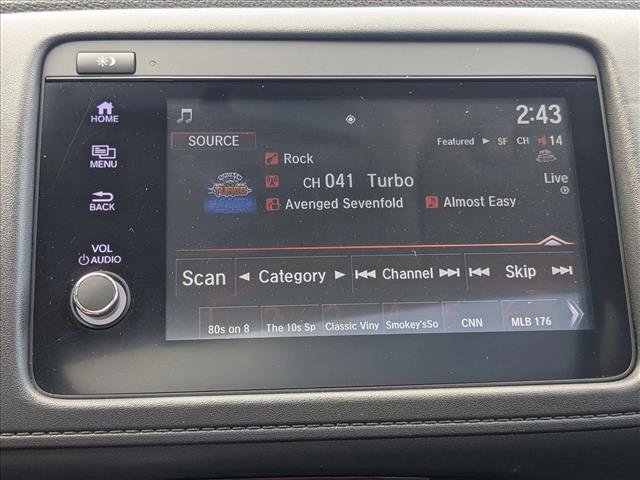 HOME
MENU
BACK
VOL
AUDIO
2:43
SOURCE
Featured ► SF CH 14
Rock
CH 041 Turbo
Live
TURBO
Avenged Sevenfold
Almost Easy
Scan ◄ Category ► Channel Skip
80s on 8
The 10s Sp
Classic Viny
Smokey'sSo
CNN
MLB 176